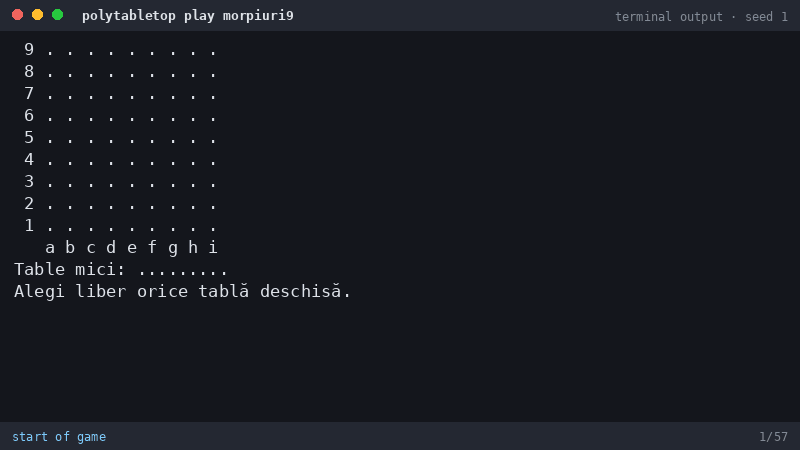 polytabletop play morpiuri9
terminal output · seed 1
9 . . . . . . . . .
8 . . . . . . . . .
7 . . . . . . . . .
6 . . . . . . . . .
5 . . . . . . . . .
4 . . . . . . . . .
3 . . . . . . . . .
2 . . . . . . . . .
1 . . . . . . . . .
a b c d e f g h i
Table mici: .........
Alegi liber orice tablă deschisă.
start of game
1/57